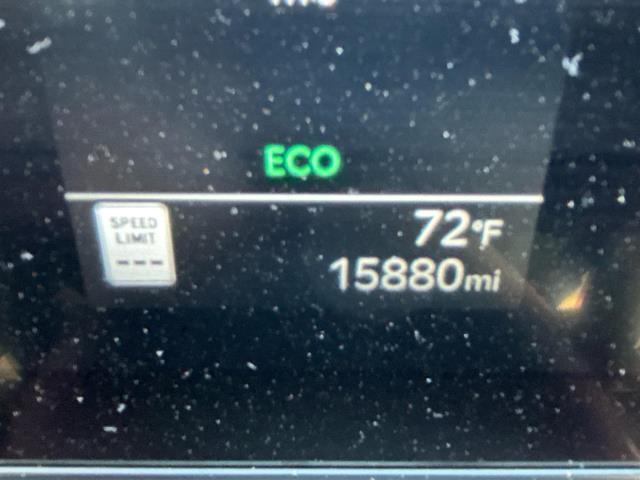 ECO
SPEED
LIMIT
---
72°F
15880mi